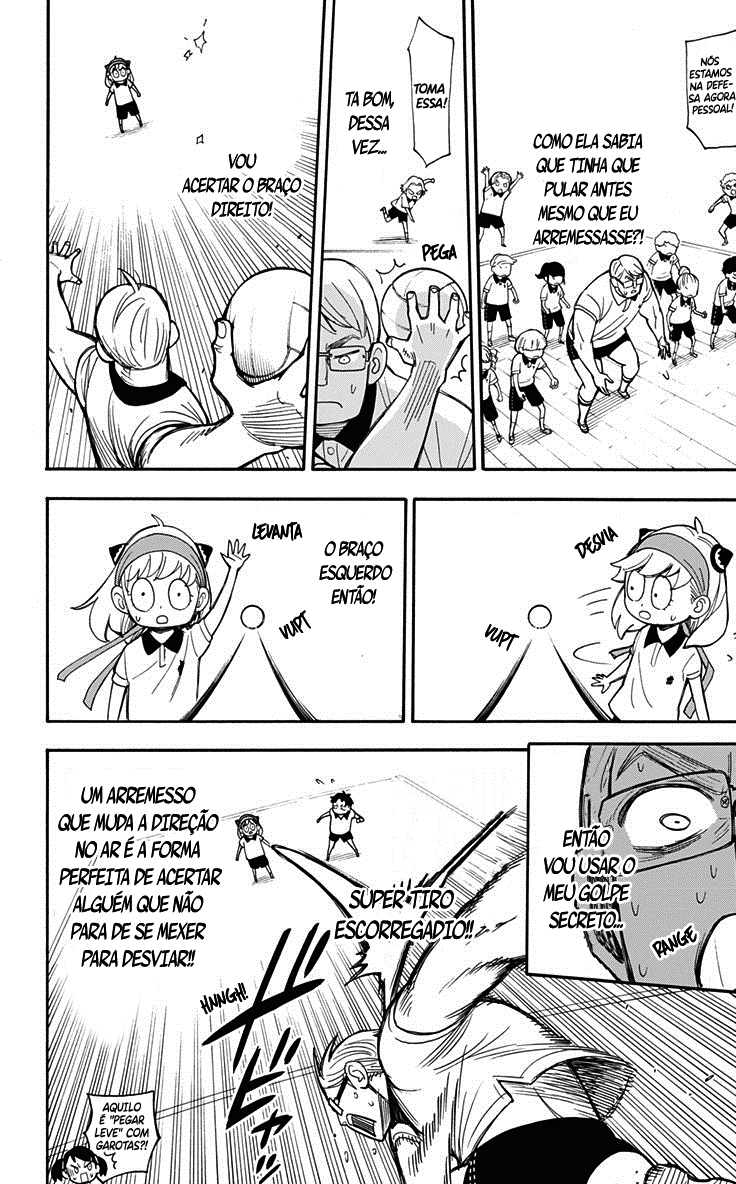 NÓS
ESTAMOS
NA DEFE-
SA AGORA
PESSOAL!
COMO ELA SABIA
QUE TINHA QUE
PULAR ANTES
MESMO QUE EU
ARREMESSASSE?!
TOMA
ESSA!
TA BOM,
DESSA
VEZ...
PEGA
VOU
ACERTAR O BRAÇO
DIREITO!
DESVIA
VUPT
LEVANTA
O BRAÇO
ESQUERDO
ENTÃO!
VUPT
ENTÃO
VOU USAR O
MEU GOLPE
SECRETO...
RANGE
SUPER TIRO
ESCORREGADIO!!
UM ARREMESSO
QUE MUDA A DIREÇÃO
NO AR É A FORMA
PERFEITA DE ACERTAR
ALGUÉM QUE NÃO
PARA DE SE MEXER
PARA DESVIAR!!
HNNGH!
ズビッ
AQUILO
É "PEGAR
LEVE" COM
GAROTAS?!